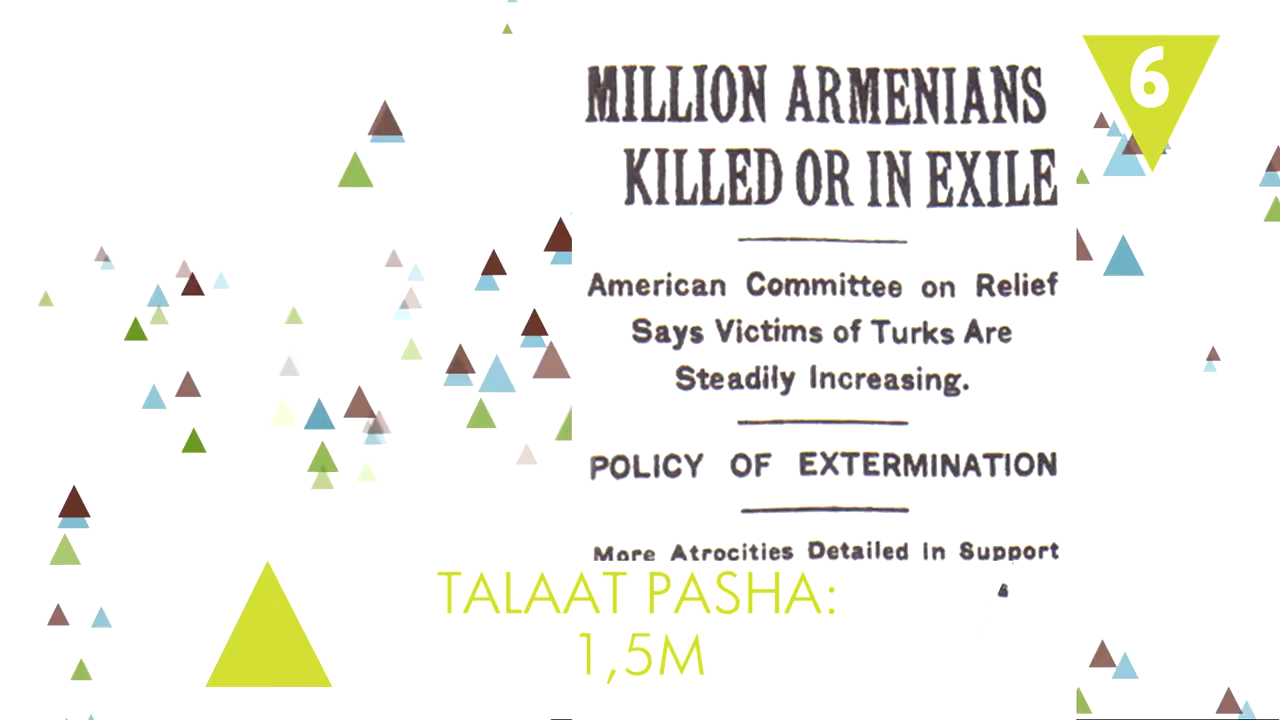 6
MILLION ARMENIANS
KILLED OR IN EXILE
American Committee on Relief
Says Victims of Turks Are
Steadily Increasing.
POLICY OF EXTERMINATION
More Atrocities Detailed in Support
TALAAT PASHA:
1,5M